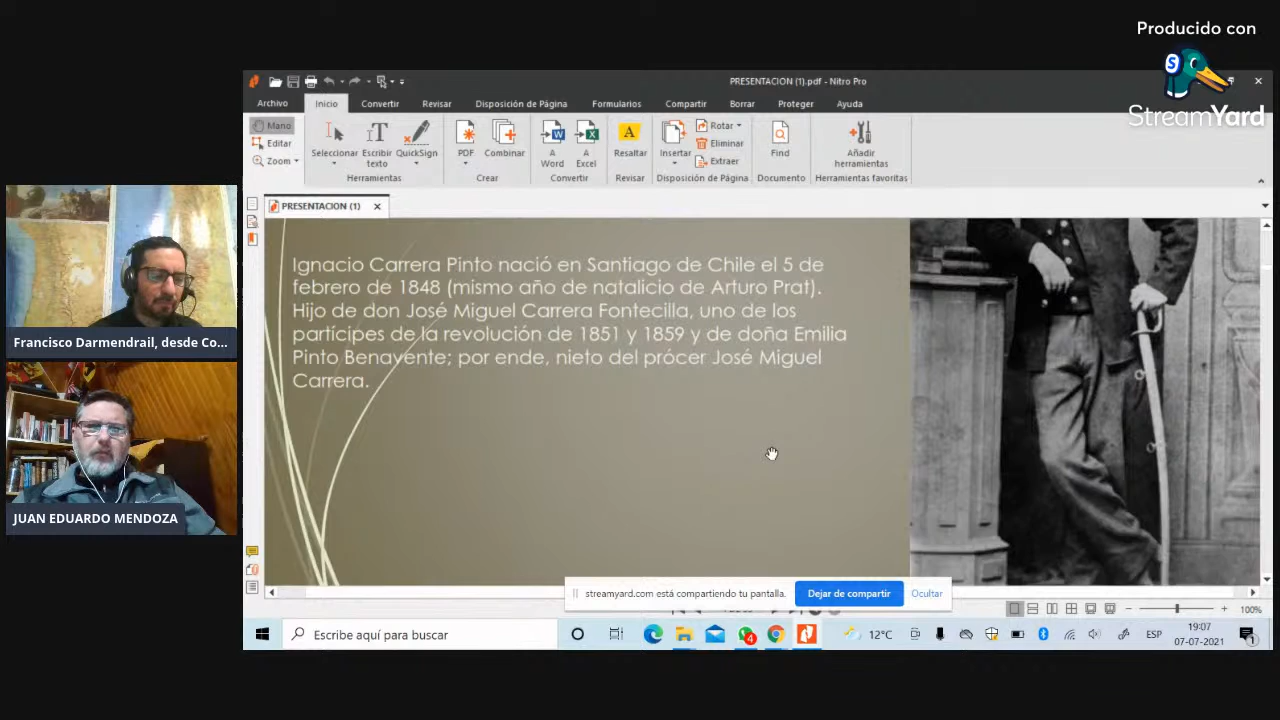 Producido con
StreamYard
PRESENTACION (1).pdf - Nitro Pro
Archivo Inicio Convertir Revisar Disposición de Página Formularios Compartir Borrar Proteger Ayuda
Mano
Editar
Zoom
Seleccionar
Escribir texto
QuickSign
Herramientas
PDF
Combinar
Crear
A Word
A Excel
Convertir
Resaltar
Revisar
Insertar
Rotar
Eliminar
Extraer
Disposición de Página
Find
Documento
Añadir herramientas
Herramientas favoritas
PRESENTACION (1)
Ignacio Carrera Pinto nació en Santiago de Chile el 5 de
febrero de 1848 (mismo año de natalicio de Arturo Prat).
Hijo de don José Miguel Carrera Fontecilla, uno de los
partícipes de la revolución de 1851 y 1859 y de doña Emilia
Pinto Benavente; por ende, nieto del prócer José Miguel
Carrera.
Francisco Darmendrail, desde Co...
JUAN EDUARDO MENDOZA
streamyard.com está compartiendo tu pantalla.
Dejar de compartir
Ocultar
100%
Escribe aquí para buscar
4
12°C
ESP
19:07
07-07-2021
1